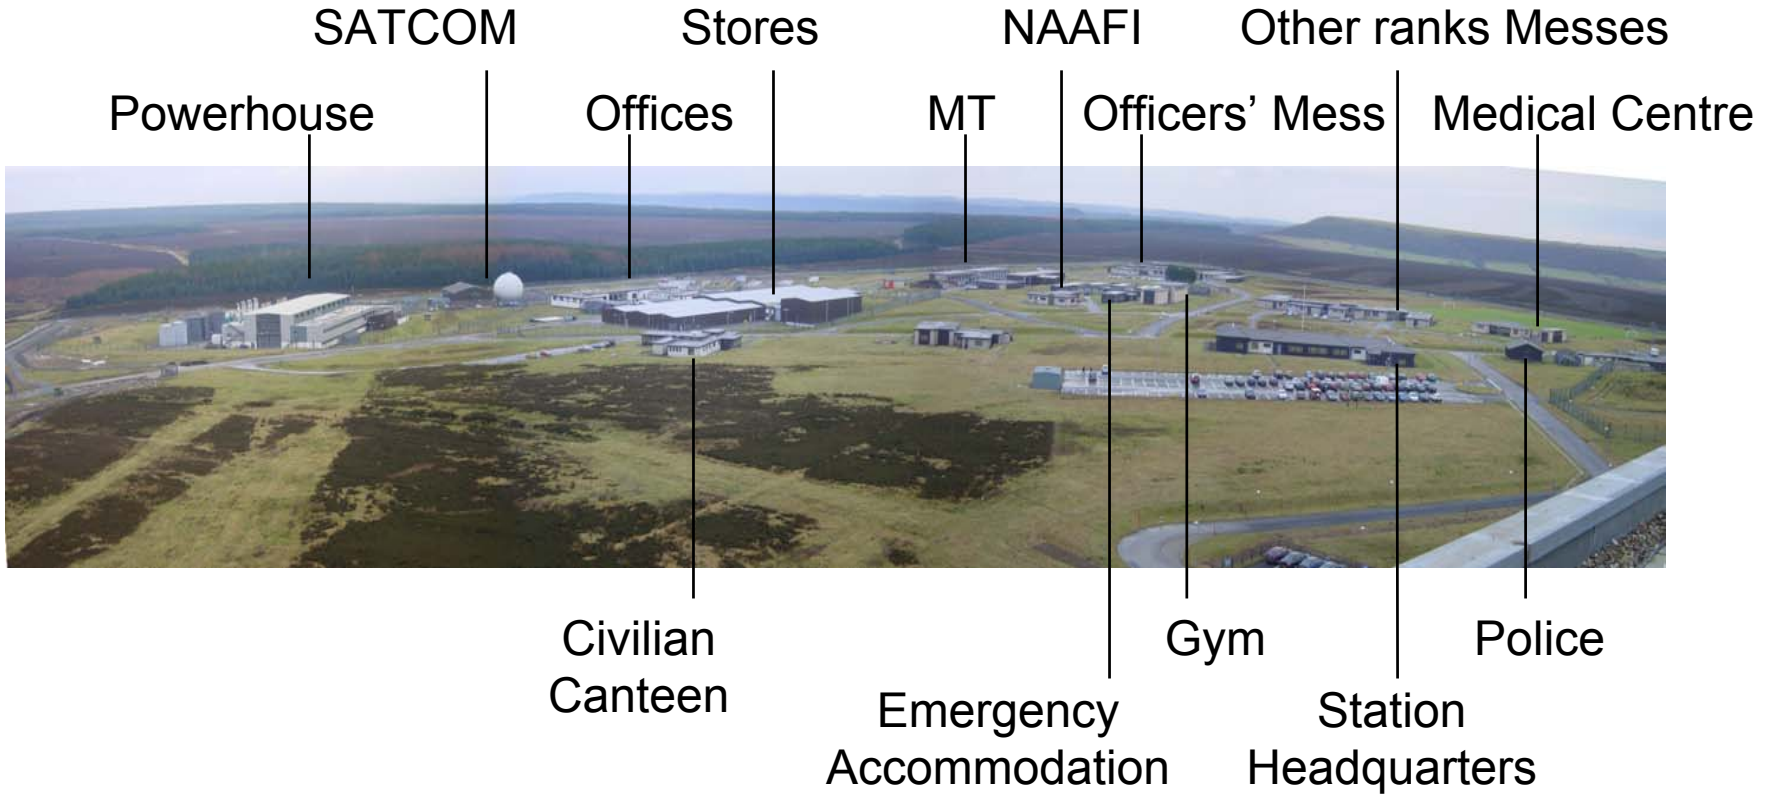 SATCOM
Stores
NAAFI
Other ranks Messes
Powerhouse
Offices
MT
Officers’ Mess
Medical Centre
Civilian
Canteen
Gym
Police
Emergency
Accommodation
Station
Headquarters